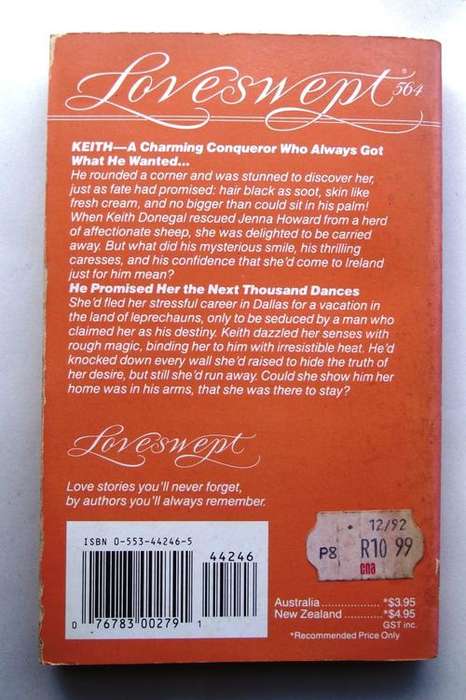 Loveswept® 564
KEITH—A Charming Conqueror Who Always Got
What He Wanted...
He rounded a corner and was stunned to discover her,
just as fate had promised: hair black as soot, skin like
fresh cream, and no bigger than could sit in his palm!
When Keith Donegal rescued Jenna Howard from a herd
of affectionate sheep, she was delighted to be carried
away. But what did his mysterious smile, his thrilling
caresses, and his confidence that she'd come to Ireland
just for him mean?
He Promised Her the Next Thousand Dances
She'd fled her stressful career in Dallas for a vacation in
the land of leprechauns, only to be seduced by a man who
claimed her as his destiny. Keith dazzled her senses with
rough magic, binding her to him with irresistible heat. He'd
knocked down every wall she'd raised to hide the truth of
her desire, but still she'd run away. Could she show him her
home was in his arms, that she was there to stay?
Loveswept
Love stories you'll never forget,
by authors you'll always remember.
ISBN 0-553-44246-5
44246
0 76783 00279 1
12/92
P8 R10 99
cna
Australia ................ *$3.95
New Zealand ........... *$4.95
GST inc.
*Recommended Price Only